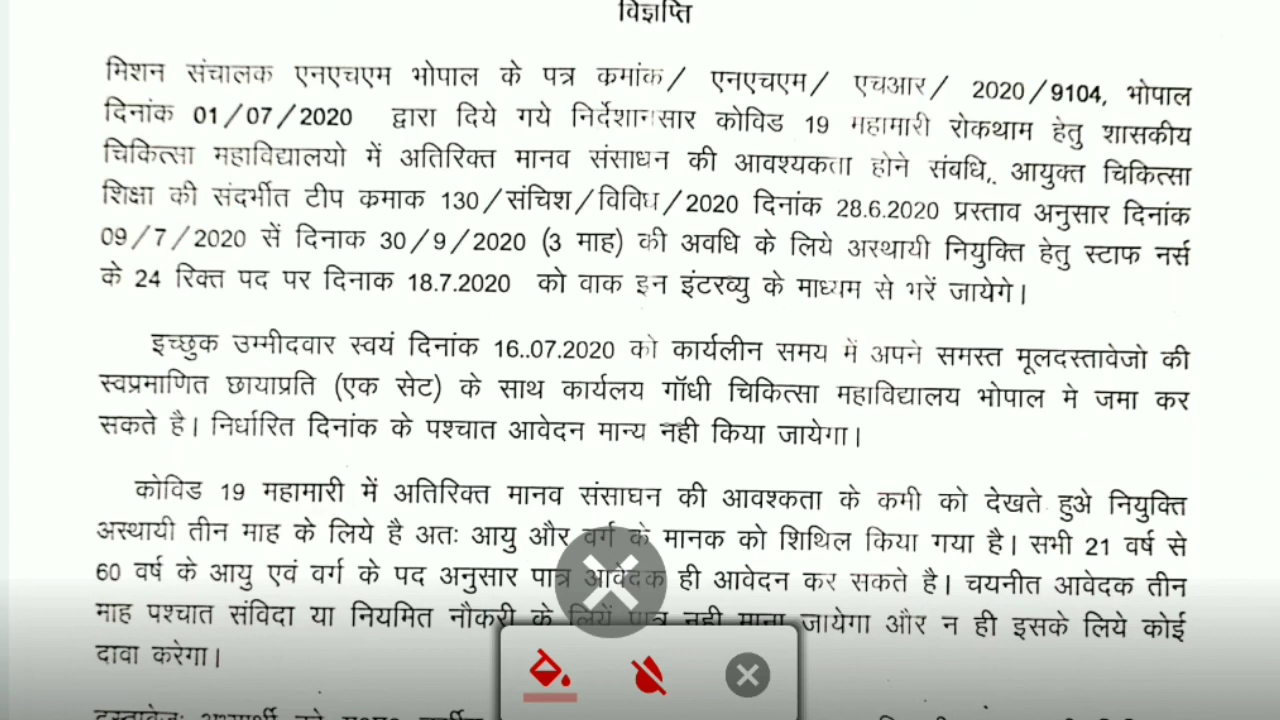 विज्ञप्ति
मिशन संचालक एनएचएम भोपाल के पत्र कमांक/ एनएचएम/ एचआर/ 2020/9104, भोपाल
दिनांक 01/07/2020 द्वारा दिये गये निर्देशानुसार कोविड 19 महामारी रोकथाम हेतु शासकीय
चिकित्सा महाविद्यालयो में अतिरिक्त मानव संसाधन की आवश्यकता होने संबधि,. आयुक्त चिकित्सा
शिक्षा की संदर्भीत टीप कमाक 130/संचिश/विविध/2020 दिनांक 28.6.2020 प्रस्ताव अनुसार दिनांक
09/7/2020 सें दिनाक 30/9/2020 (3 माह) की अवधि के लिये अस्थायी नियुक्ति हेतु स्टाफ नर्स
के 24 रिक्त पद पर दिनाक 18.7.2020 को वाक इन इंटरव्यु के माध्यम से भरें जायेगे।
इच्छुक उम्मीदवार स्वयं दिनांक 16..07.2020 को कार्यलीन समय में अपने समस्त मूलदस्तावेजो की
स्वप्रमाणित छायाप्रति (एक सेट) के साथ कार्यलय गॉधी चिकित्सा महाविद्यालय भोपाल मे जमा कर
सकते है। निर्धारित दिनांक के पश्चात आवेदन मान्य नही किया जायेगा।
कोविड 19 महामारी में अतिरिक्त मानव संसाघन की आवश्कता के कमी को देखते हुअे नियुक्ति
अस्थायी तीन माह के लिये है अतः आयु और वर्ग के मानक को शिथिल किया गया है। सभी 21 वर्ष से
60 वर्ष के आयु एवं वर्ग के पद अनुसार पात्र आवेदक ही आवेदन कर सकते है। चयनीत आवेदक तीन
माह पश्चात संविदा या नियमित नौकरी के लियें पात्र नही माना जायेगा और न ही इसके लिये कोई
दावा करेगा।